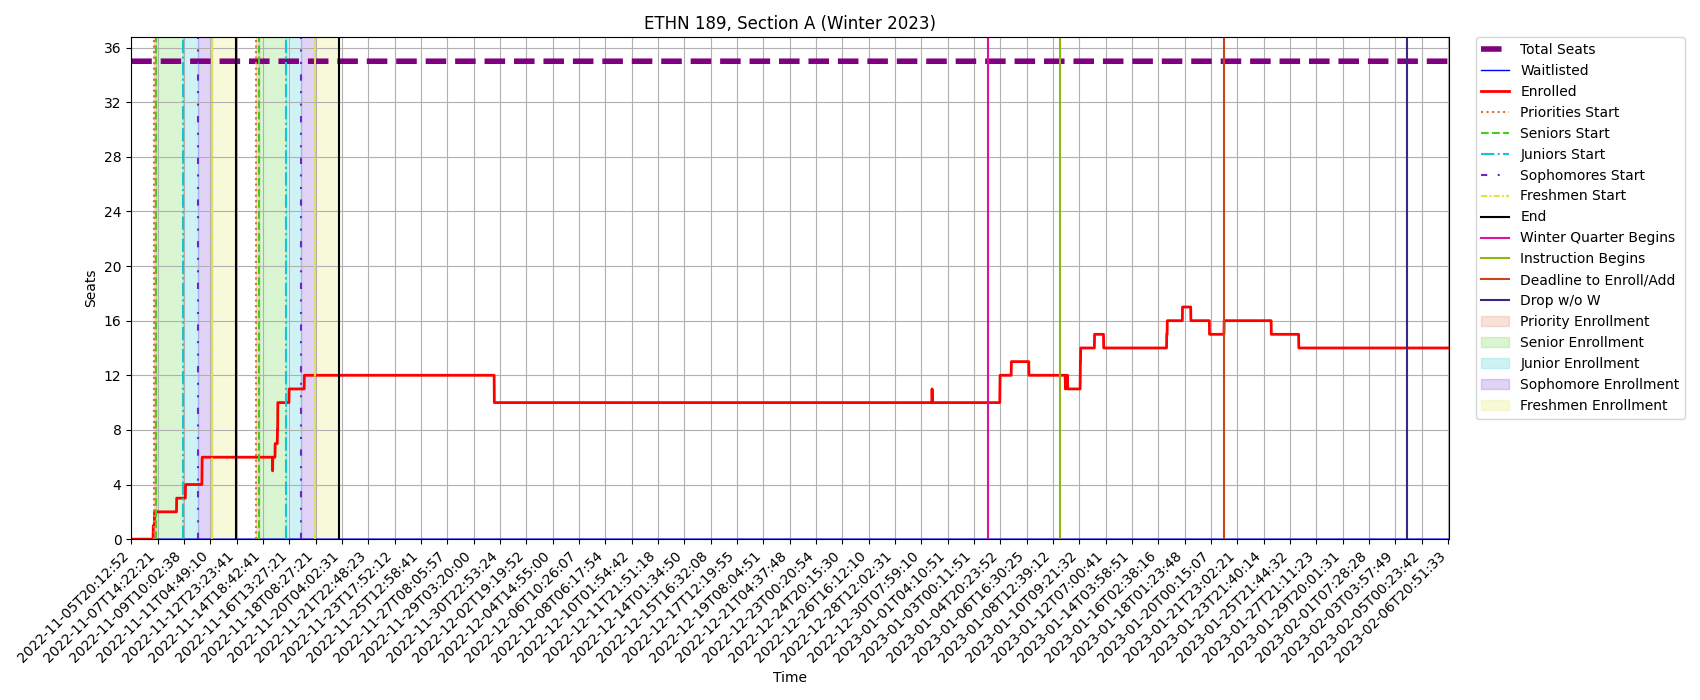 ETHN 189, Section A (Winter 2023)
36
32
28
24
20
16
12
8
4
0
Seats
2022-11-05T20:12:52
2022-11-07T14:22:21
2022-11-09T10:02:38
2022-11-11T04:49:10
2022-11-12T23:23:41
2022-11-14T18:42:41
2022-11-16T13:27:21
2022-11-18T08:27:21
2022-11-20T04:02:31
2022-11-21T22:48:23
2022-11-23T17:52:12
2022-11-25T12:58:41
2022-11-27T08:05:57
2022-11-29T03:20:00
2022-11-30T22:53:24
2022-12-02T19:19:52
2022-12-04T14:55:00
2022-12-06T10:26:07
2022-12-08T06:17:54
2022-12-10T01:54:42
2022-12-11T21:51:18
2022-12-14T01:34:50
2022-12-15T16:32:08
2022-12-17T12:19:55
2022-12-19T08:04:51
2022-12-21T04:37:48
2022-12-23T00:20:54
2022-12-24T20:15:30
2022-12-26T16:12:10
2022-12-28T12:02:31
2022-12-30T07:59:10
2023-01-01T04:10:51
2023-01-03T00:11:51
2023-01-04T20:23:52
2023-01-06T16:30:25
2023-01-08T12:39:12
2023-01-10T09:21:32
2023-01-12T07:00:41
2023-01-14T03:58:51
2023-01-16T02:38:16
2023-01-18T01:23:48
2023-01-20T00:15:07
2023-01-21T23:02:21
2023-01-23T21:40:14
2023-01-25T21:44:32
2023-01-27T21:11:23
2023-01-29T20:01:31
2023-02-01T07:28:28
2023-02-03T03:57:49
2023-02-05T00:23:42
2023-02-06T20:51:33
Time
Total Seats
Waitlisted
Enrolled
Priorities Start
Seniors Start
Juniors Start
Sophomores Start
Freshmen Start
End
Winter Quarter Begins
Instruction Begins
Deadline to Enroll/Add
Drop w/o W
Priority Enrollment
Senior Enrollment
Junior Enrollment
Sophomore Enrollment
Freshmen Enrollment